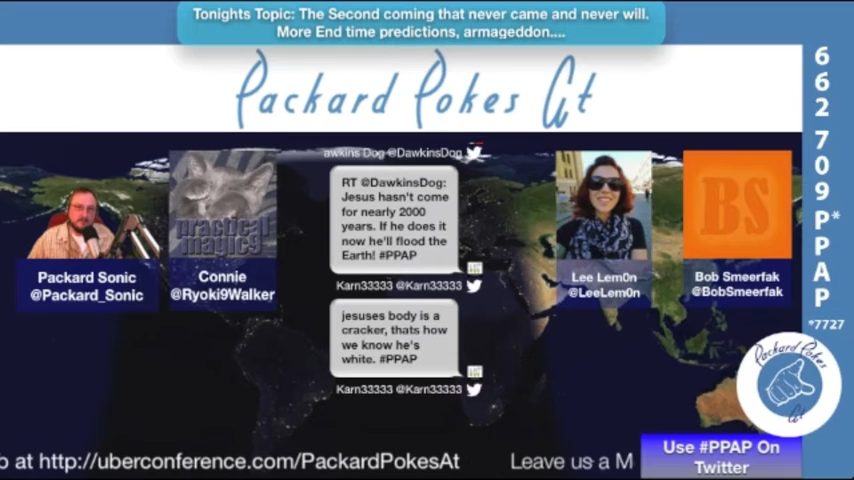 Tonights Topic: The Second coming that never came and never will.
More End time predictions, armageddon....
Packard Pokes At
662 709 P*PAP
*7727
awkins Dog @DawkinsDog
RT @DawkinsDog:
Jesus hasn't come
for nearly 2000
years. If he does it
now he'll flood the
Earth! #PPAP
Karn33333 @Karn33333
jesuses body is a
cracker, thats how
we know he's
white. #PPAP
Karn33333 @Karn33333
practical
magic9
BS
Packard Sonic
@Packard_Sonic
Connie
@Ryoki9Walker
Lee Lem0n
@LeeLem0n
Bob Smeerfak
@BobSmeerfak
Packard Pokes
At
b at http://uberconference.com/PackardPokesAt
Leave us a M
Use #PPAP On
Twitter